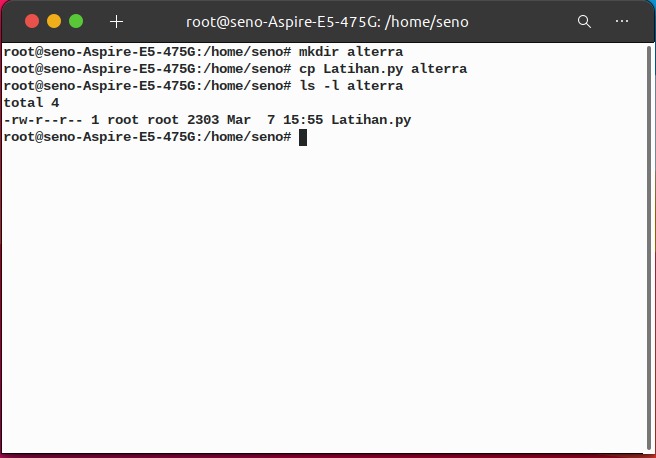 root@seno-Aspire-E5-475G: /home/seno
root@seno-Aspire-E5-475G:/home/seno# mkdir alterra
root@seno-Aspire-E5-475G:/home/seno# cp Latihan.py alterra
root@seno-Aspire-E5-475G:/home/seno# ls -l alterra
total 4
-rw-r--r-- 1 root root 2303 Mar  7 15:55 Latihan.py
root@seno-Aspire-E5-475G:/home/seno#